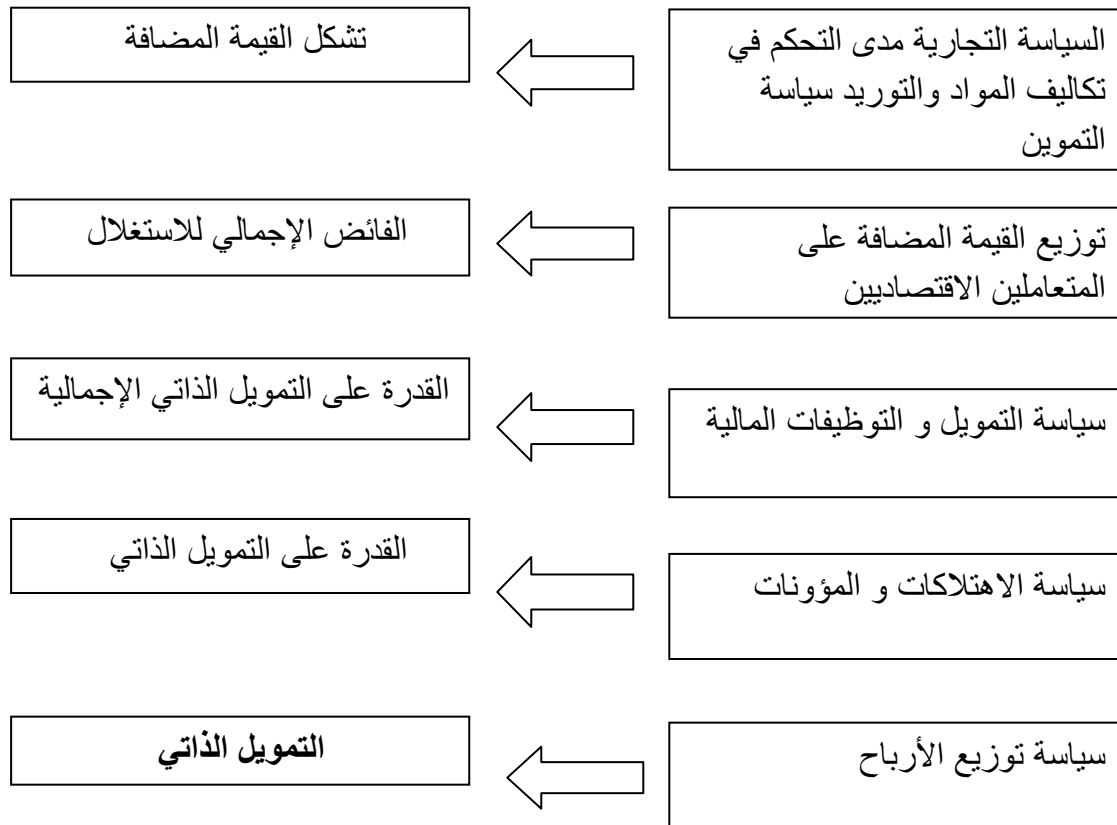 السياسة التجارية مدى التحكم في
تكاليف المواد والتوريد سياسة
التموين
تشكل القيمة المضافة
توزيع القيمة المضافة على
المتعاملين الاقتصاديين
الفائض الإجمالي للاستغلال
سياسة التمويل و التوظيفات المالية
القدرة على التمويل الذاتي الإجمالية
سياسة الاهتلاكات و المؤونات
القدرة على التمويل الذاتي
سياسة توزيع الأرباح
التمويل الذاتي